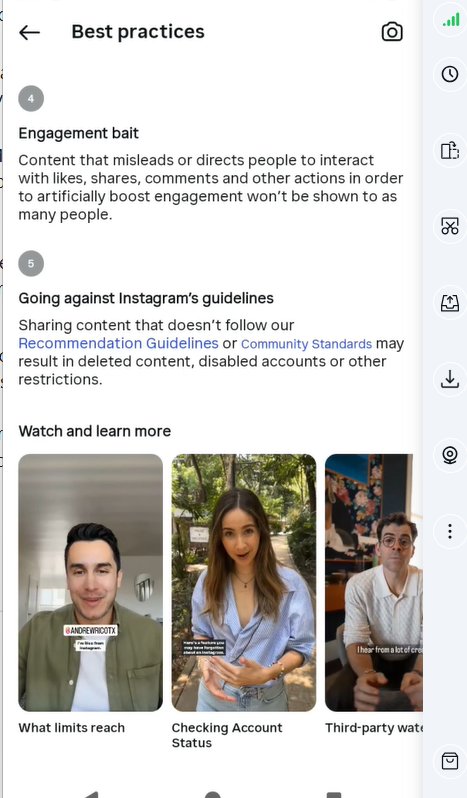 Best practices
4
Engagement bait
Content that misleads or directs people to interact
with likes, shares, comments and other actions in order
to artificially boost engagement won't be shown to as
many people.
5
Going against Instagram's guidelines
Sharing content that doesn't follow our
Recommendation Guidelines or Community Standards may
result in deleted content, disabled accounts or other
restrictions.
Watch and learn more
@ANDREWRICOTX
I'm Rico from
Instagram.
Here's a feature you
may have forgotten
about on Instagram.
I hear from a lot of crea
What limits reach
Checking Account
Status
Third-party wate